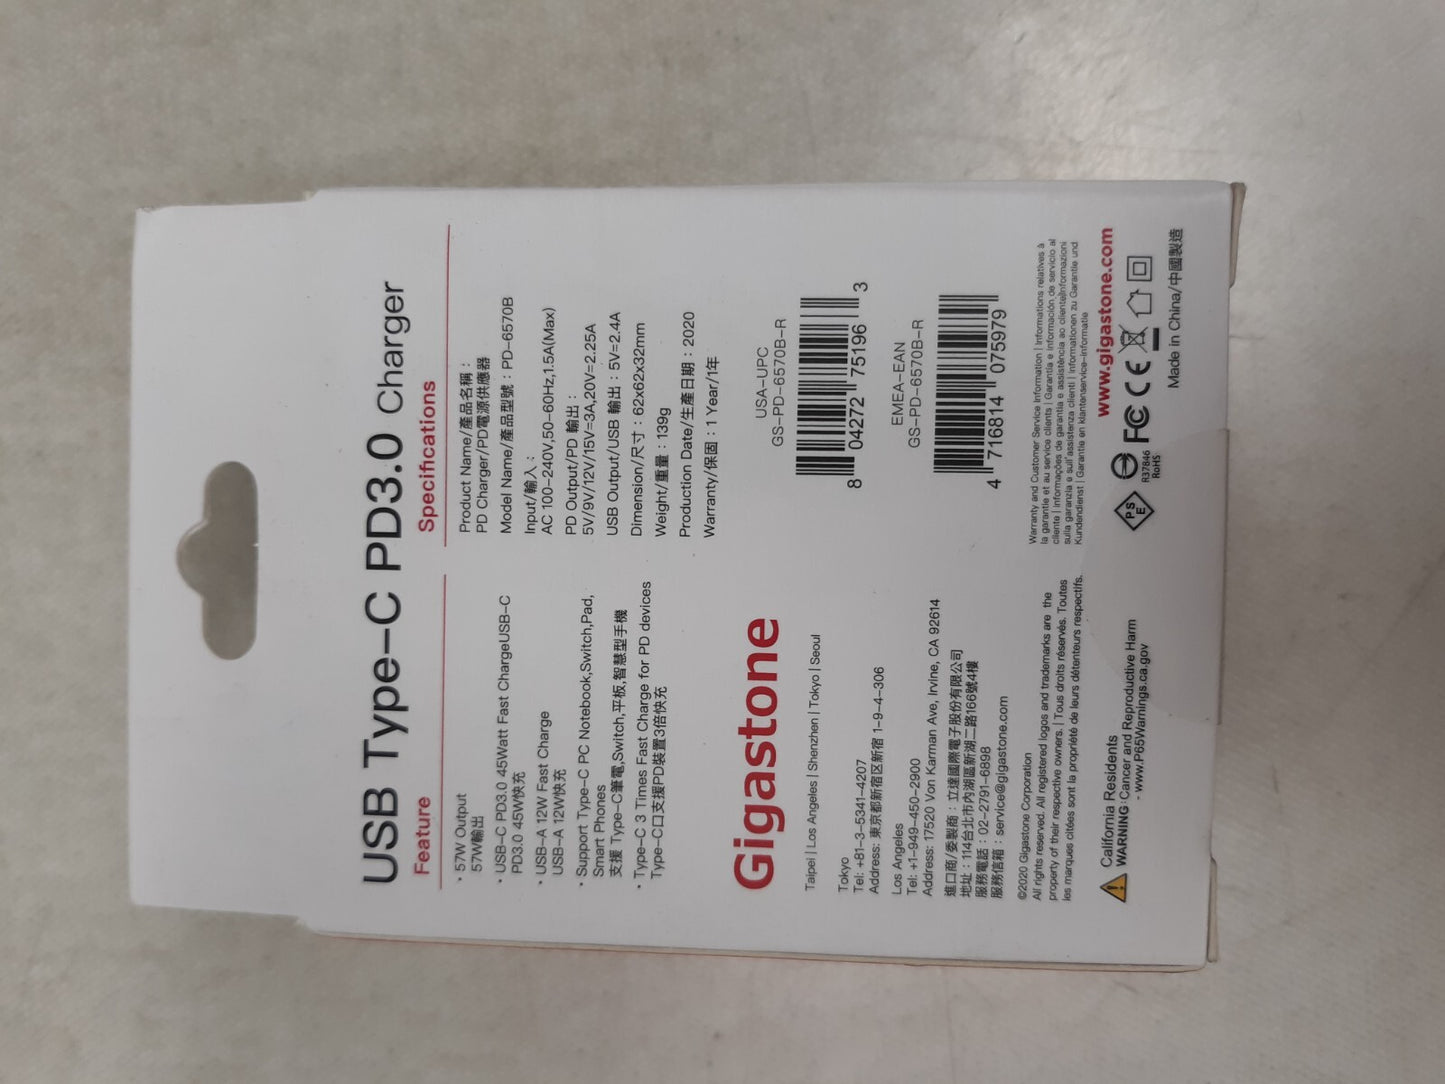 USB Type-C PD3.0 Charger
Feature
· 57W Output
57W輸出
· USB-C PD3.0 45Watt Fast ChargeUSB-C
PD3.0 45W快充
· USB-A 12W Fast Charge
USB-A 12W快充
· Support Type-C PC Notebook,Switch,Pad,
Smart Phones
支援 Type-C筆電,Switch,平板,智慧型手機
· Type-C 3 Times Fast Charge for PD devices
Type-C口支援PD裝置3倍快充
Specifications
Product Name/產品名稱：
PD Charger/PD電源供應器
Model Name/產品型號：PD-6570B
Input/輸入：
AC 100-240V,50-60Hz,1.5A(Max)
PD Output/PD 輸出：
5V/9V/12V/15V=3A,20V=2.25A
USB Output/USB 輸出：5V=2.4A
Dimension/尺寸：62x62x32mm
Weight/重量：139g
Production Date/生產日期：2020
Warranty/保固：1 Year/1年
Gigastone
Taipei | Los Angeles | Shenzhen | Tokyo | Seoul
Tokyo
Tel: +81-3-5341-4207
Address: 東京都新宿区新宿 1-9-4-306
Los Angeles
Tel: +1-949-450-2900
Address: 17520 Von Karman Ave, Irvine, CA 92614
進口商/委製商：立達國際電子股份有限公司
地址：114台北市內湖區新湖二路166號4樓
服務電話：02-2791-6898
服務信箱：service@gigastone.com
©2020 Gigastone Corporation
All rights reserved. All registered logos and trademarks are the
property of their respective owners. | Tous droits réservés. Toutes
les marques citées sont la propriété de leurs détenteurs respectifs.
California Residents
WARNING:Cancer and Reproductive Harm
- www.P65Warnings.ca.gov
USA-UPC
GS-PD-6570B-R
8 04272 75196 3
EMEA-EAN
GS-PD-6570B-R
4 716814 075979
Warranty and Customer Service Information | Informations relatives à
la garantie et au service clients | Garantía e información de servicio al
cliente | Informações de garantia e assistência ao cliente|Informazioni
sulla garanzia e sull'assistenza clienti | Informationen zu Garantie und
Kundendienst | Garantie en klantenservice-informatie
www.gigastone.com
PS
E
R37846
RoHS
FC CE
Made in China/中國製造